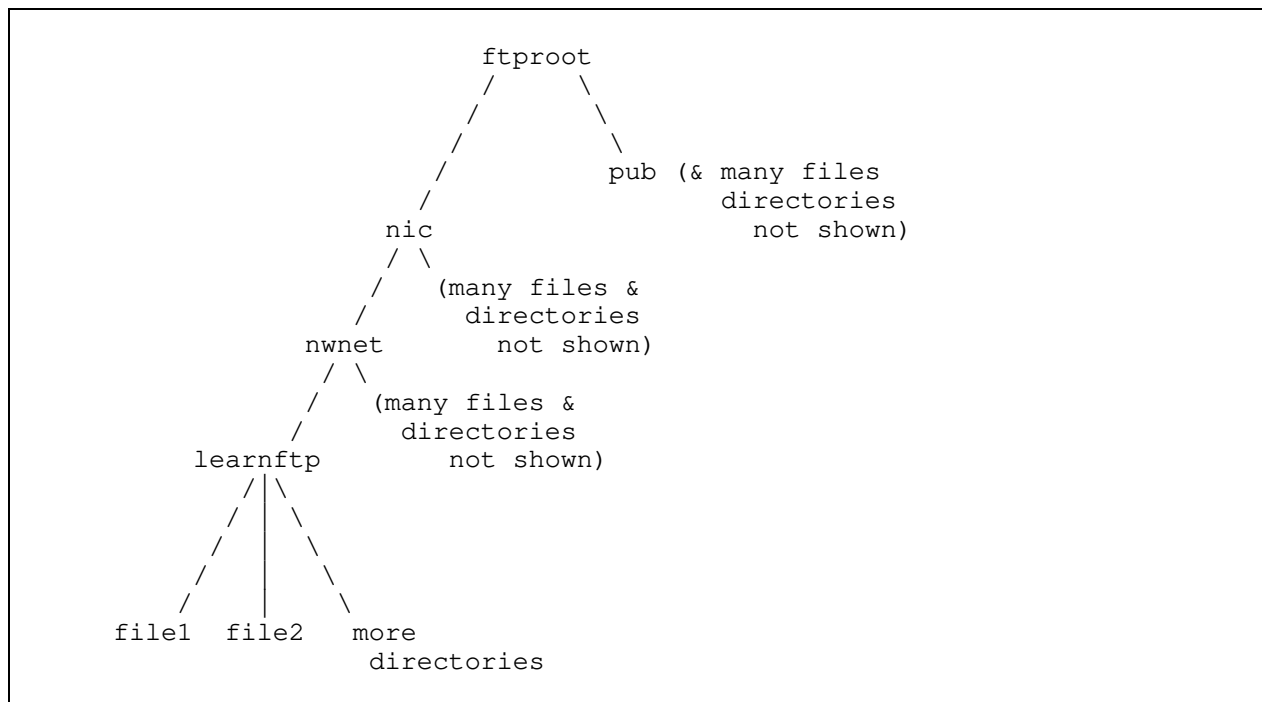 ftproot
pub (& many files
directories
not shown)
nic
(many files &
directories
nwnet not shown)
(many files &
directories
learnftp not shown)
file1 file2 more
directories